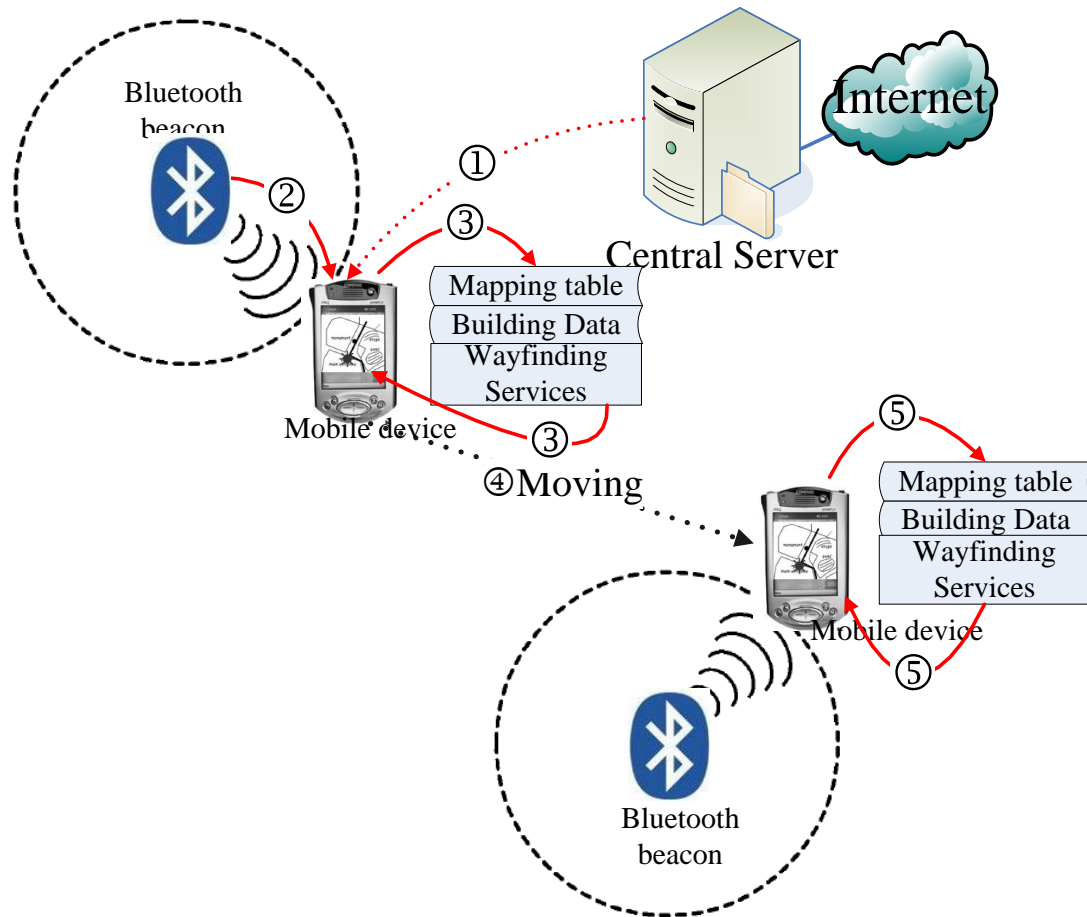 Bluetooth
beacon
Internet
①
②
③
Central Server
Mapping table
Building Data
Wayfinding
Services
Mobile device
③
⑤
④Moving
Mapping table
Building Data
Wayfinding
Services
Mobile device
⑤
Bluetooth
beacon